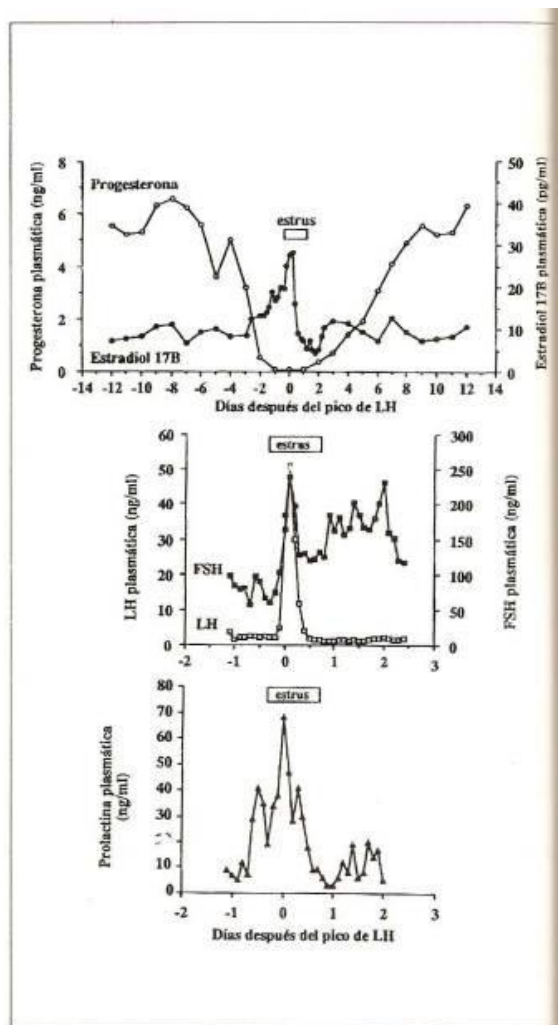 8
6
4
2
0
Progesterona plasmática (ng/ml)
Progesterona
estrus
Estradiol 17B
50
40
30
20
10
0
Estradiol 17B plasmática (pg/ml)
-14 -12 -10 -8 -6 -4 -2 0 2 4 6 8 10 12 14
Días después del pico de LH
60
50
40
30
20
10
0
LH plasmática (ng/ml)
estrus
FSH
LH
300
250
200
150
100
50
0
FSH plasmática (ng/ml)
-2 -1 0 1 2 3
estrus
80
70
60
50
40
30
20
10
0
Prolactina plasmática
(ng/ml)
-2 -1 0 1 2 3
Días después del pico de LH